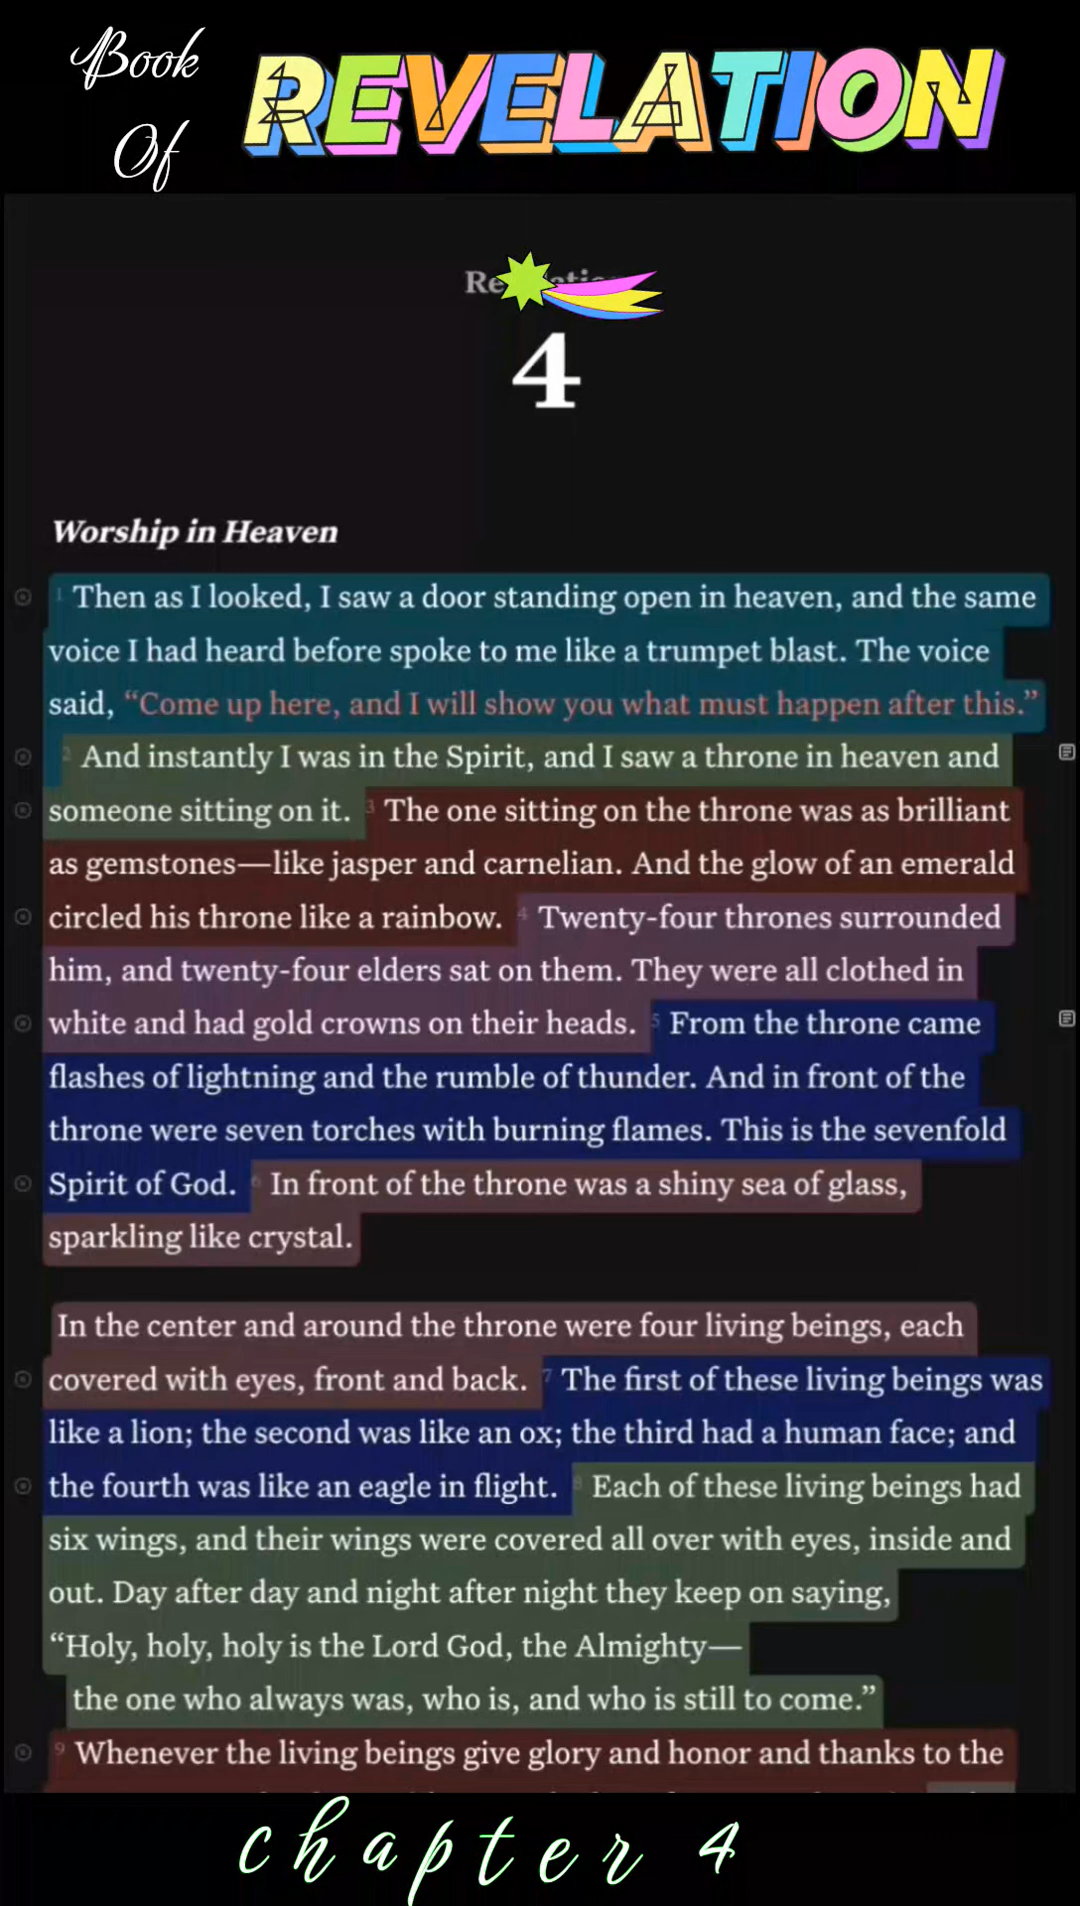 Book
Of
REVELATION
4
Worship in Heaven
1 Then as I looked, I saw a door standing open in heaven, and the same
voice I had heard before spoke to me like a trumpet blast. The voice
said, “Come up here, and I will show you what must happen after this.”
2 And instantly I was in the Spirit, and I saw a throne in heaven and
someone sitting on it. 3 The one sitting on the throne was as brilliant
as gemstones—like jasper and carnelian. And the glow of an emerald
circled his throne like a rainbow. 4 Twenty-four thrones surrounded
him, and twenty-four elders sat on them. They were all clothed in
white and had gold crowns on their heads. 5 From the throne came
flashes of lightning and the rumble of thunder. And in front of the
throne were seven torches with burning flames. This is the sevenfold
Spirit of God. 6 In front of the throne was a shiny sea of glass,
sparkling like crystal.
In the center and around the throne were four living beings, each
covered with eyes, front and back. 7 The first of these living beings was
like a lion; the second was like an ox; the third had a human face; and
the fourth was like an eagle in flight. 8 Each of these living beings had
six wings, and their wings were covered all over with eyes, inside and
out. Day after day and night after night they keep on saying,
“Holy, holy, holy is the Lord God, the Almighty—
the one who always was, who is, and who is still to come.”
9 Whenever the living beings give glory and honor and thanks to the
chapter 4